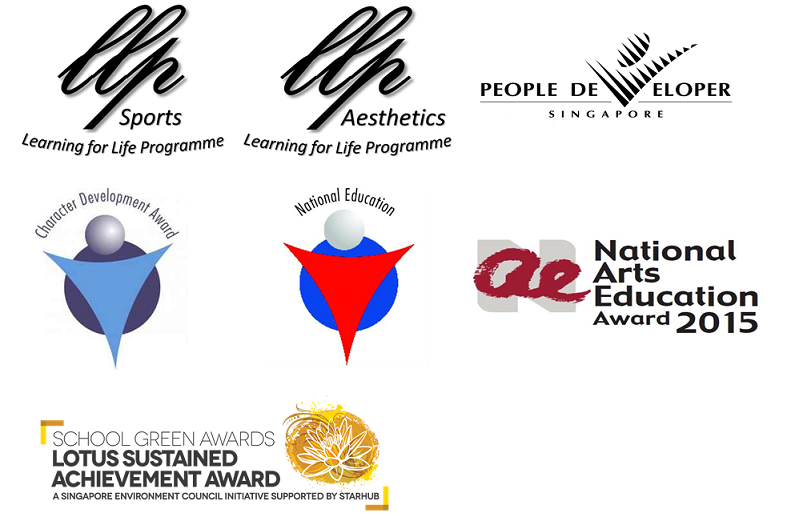 llp
Sports
Learning for Life Programme
llp
Aesthetics
Learning for Life Programme
PEOPLE DEVELOPER
SINGAPORE
Character Development Award
National Education
ae
National
Arts
Education
Award 2015
SCHOOL GREEN AWARDS
LOTUS SUSTAINED
ACHIEVEMENT AWARD
A SINGAPORE ENVIRONMENT COUNCIL INITIATIVE SUPPORTED BY STARHUB